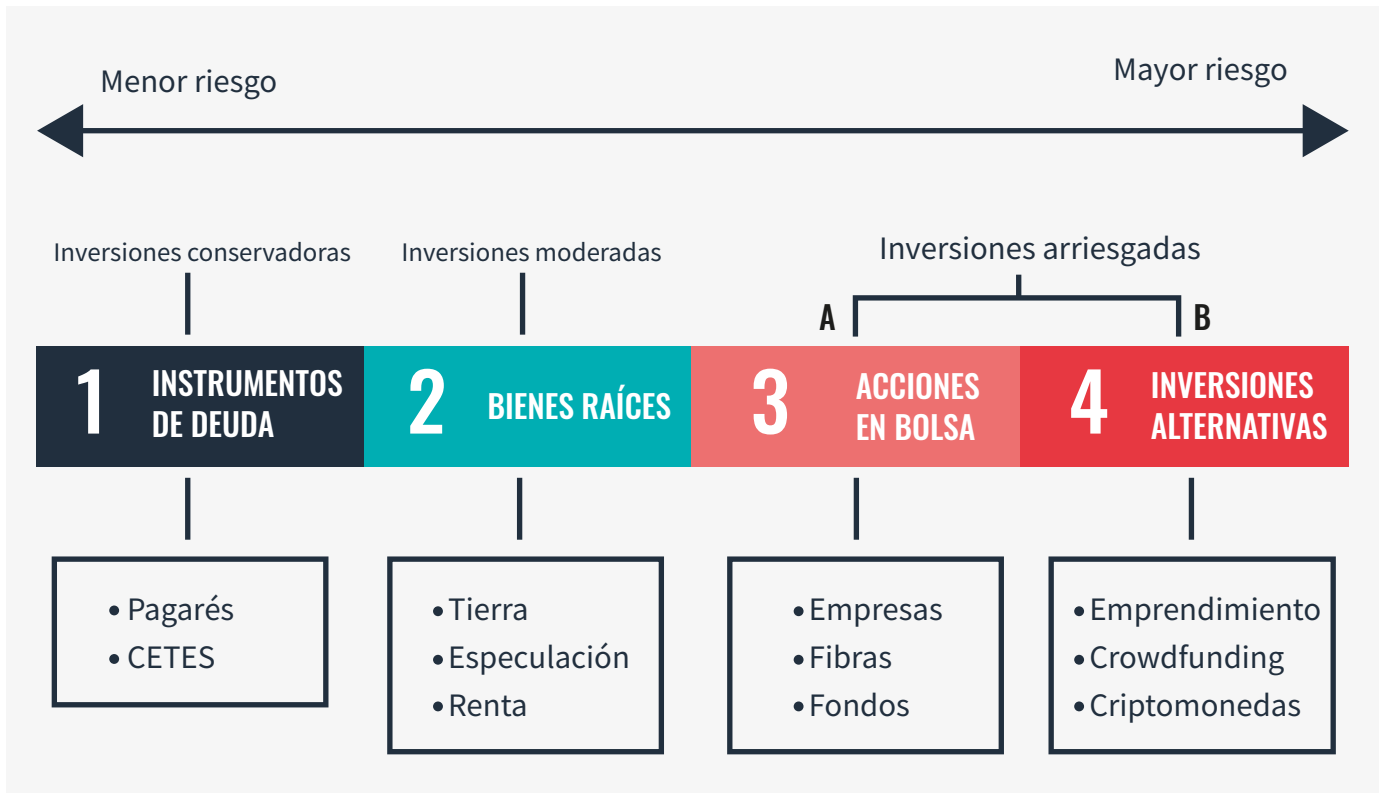 Menor riesgo
Mayor riesgo
Inversiones conservadoras
Inversiones moderadas
Inversiones arriesgadas
A
B
1
INSTRUMENTOS
DE DEUDA
2
BIENES RAÍCES
3
ACCIONES
EN BOLSA
4
INVERSIONES
ALTERNATIVAS
• Pagarés
• CETES
• Tierra
• Especulación
• Renta
• Empresas
• Fibras
• Fondos
• Emprendimiento
• Crowdfunding
• Criptomonedas